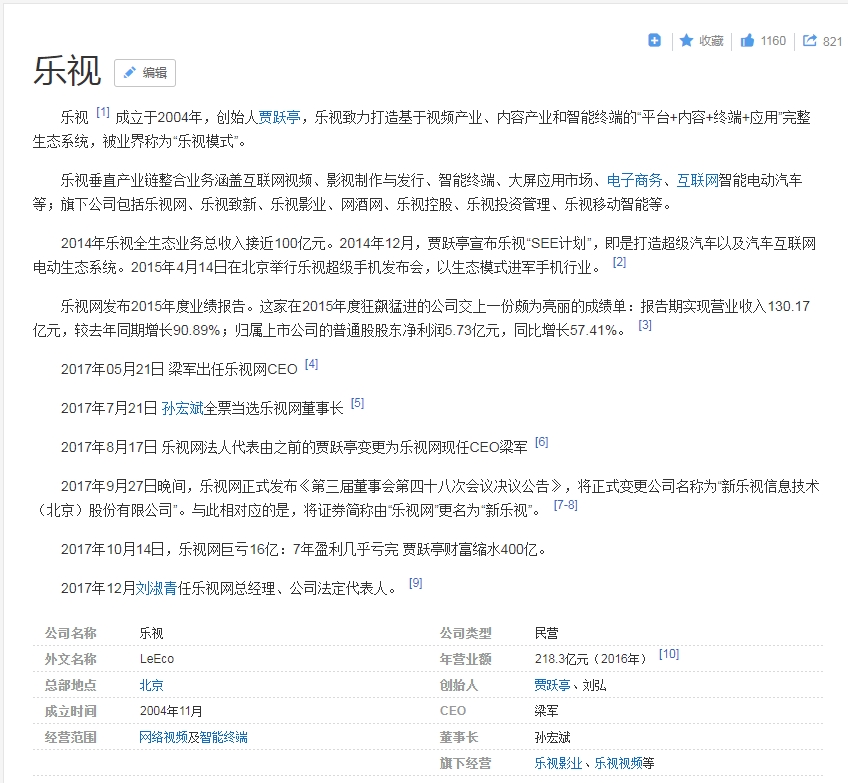 收藏 1160 821
乐视 编辑
乐视 [1] 成立于2004年，创始人贾跃亭，乐视致力打造基于视频产业、内容产业和智能终端的“平台+内容+终端+应用”完整
生态系统，被业界称为“乐视模式”。
乐视垂直产业链整合业务涵盖互联网视频、影视制作与发行、智能终端、大屏应用市场、电子商务、互联网智能电动汽车
等；旗下公司包括乐视网、乐视致新、乐视影业、网酒网、乐视控股、乐视投资管理、乐视移动智能等。
2014年乐视全生态业务总收入接近100亿元。2014年12月，贾跃亭宣布乐视“SEE计划”，即是打造超级汽车以及汽车互联网
电动生态系统。2015年4月14日在北京举行乐视超级手机发布会，以生态模式进军手机行业。 [2]
乐视网发布2015年度业绩报告。这家在2015年度狂飙猛进的公司交上一份颇为亮丽的成绩单：报告期实现营业收入130.17
亿元，较去年同期增长90.89%；归属上市公司的普通股股东净利润5.73亿元，同比增长57.41%。 [3]
2017年05月21日 梁军出任乐视网CEO [4]
2017年7月21日 孙宏斌全票当选乐视网董事长 [5]
2017年8月17日 乐视网法人代表由之前的贾跃亭变更为乐视网现任CEO梁军 [6]
2017年9月27日晚间，乐视网正式发布《第三届董事会第四十八次会议决议公告》，将正式变更公司名称为“新乐视信息技术
（北京）股份有限公司”。与此相对应的是，将证券简称由“乐视网”更名为“新乐视”。 [7-8]
2017年10月14日，乐视网巨亏16亿：7年盈利几乎亏完 贾跃亭财富缩水400亿。
2017年12月刘淑青任乐视网总经理、公司法定代表人。 [9]
公司名称 乐视 公司类型 民营
外文名称 LeEco 年营业额 218.3亿元（2016年） [10]
总部地点 北京 创始人 贾跃亭、刘弘
成立时间 2004年11月 CEO 梁军
经营范围 网络视频及智能终端 董事长 孙宏斌
旗下经营 乐视影业、乐视视频等